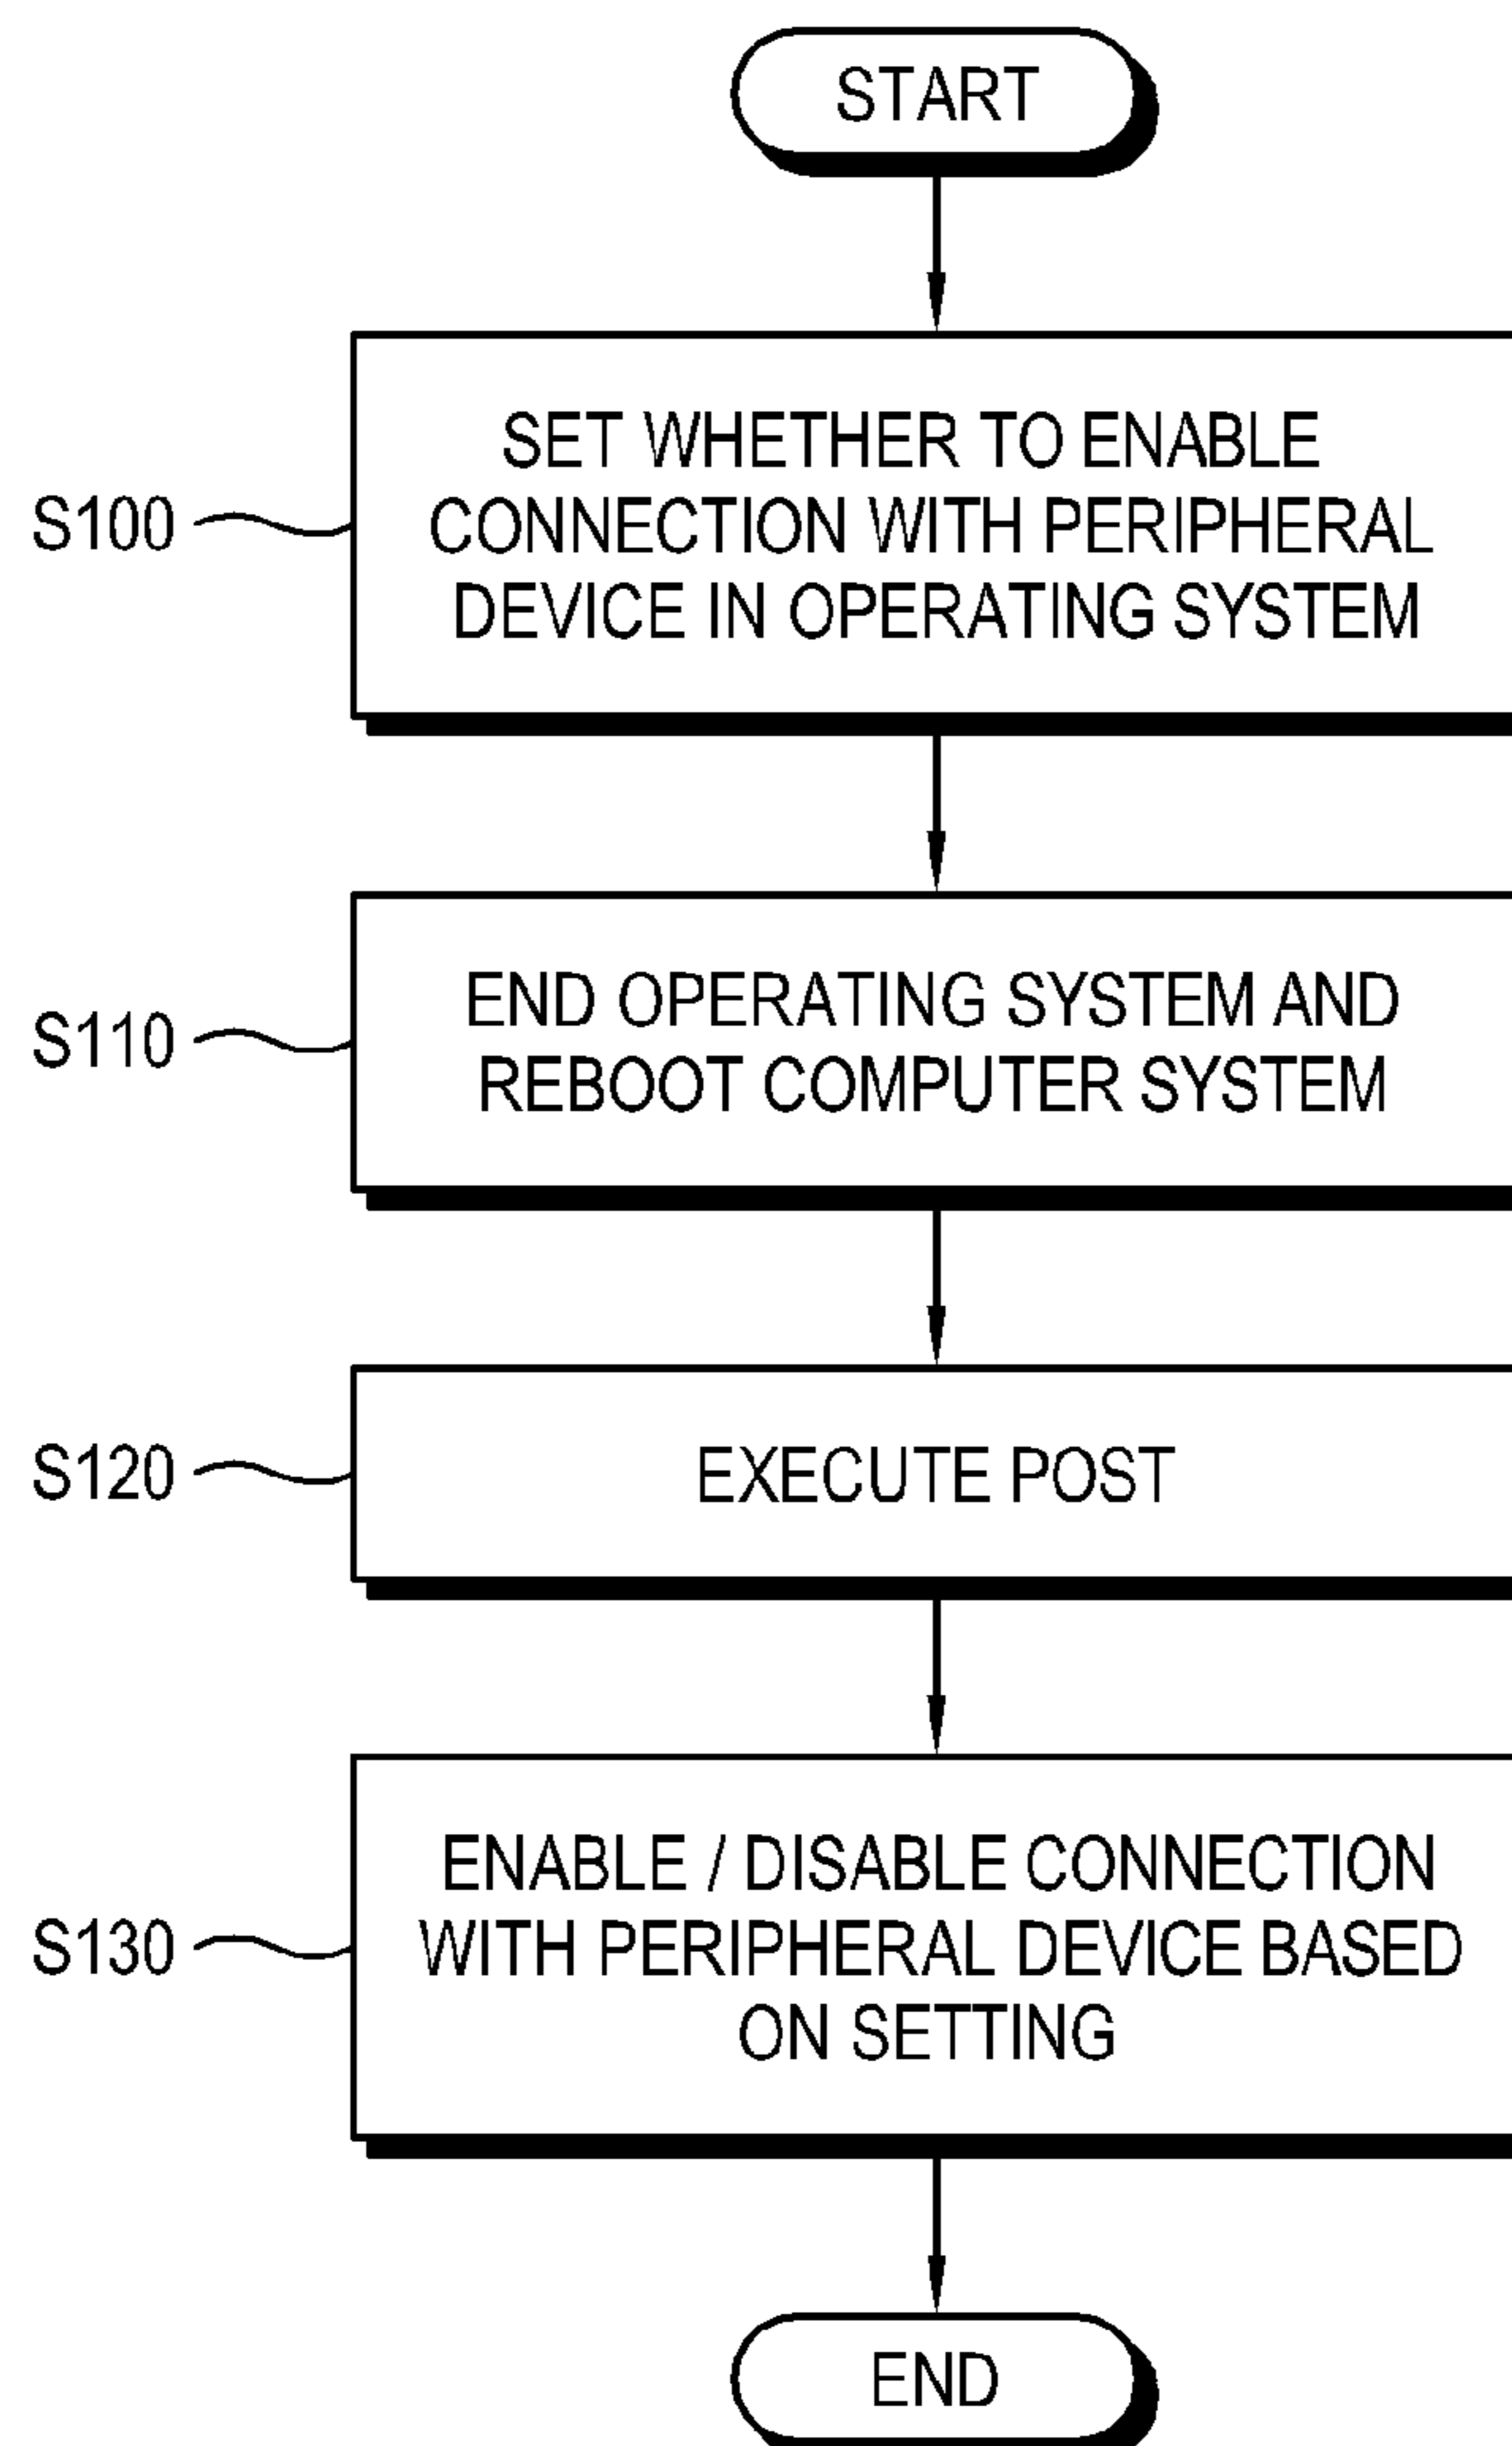 START
S100
SET WHETHER TO ENABLE
CONNECTION WITH PERIPHERAL
DEVICE IN OPERATING SYSTEM
S110
END OPERATING SYSTEM AND
REBOOT COMPUTER SYSTEM
S120
EXECUTE POST
S130
ENABLE / DISABLE CONNECTION
WITH PERIPHERAL DEVICE BASED
ON SETTING
END